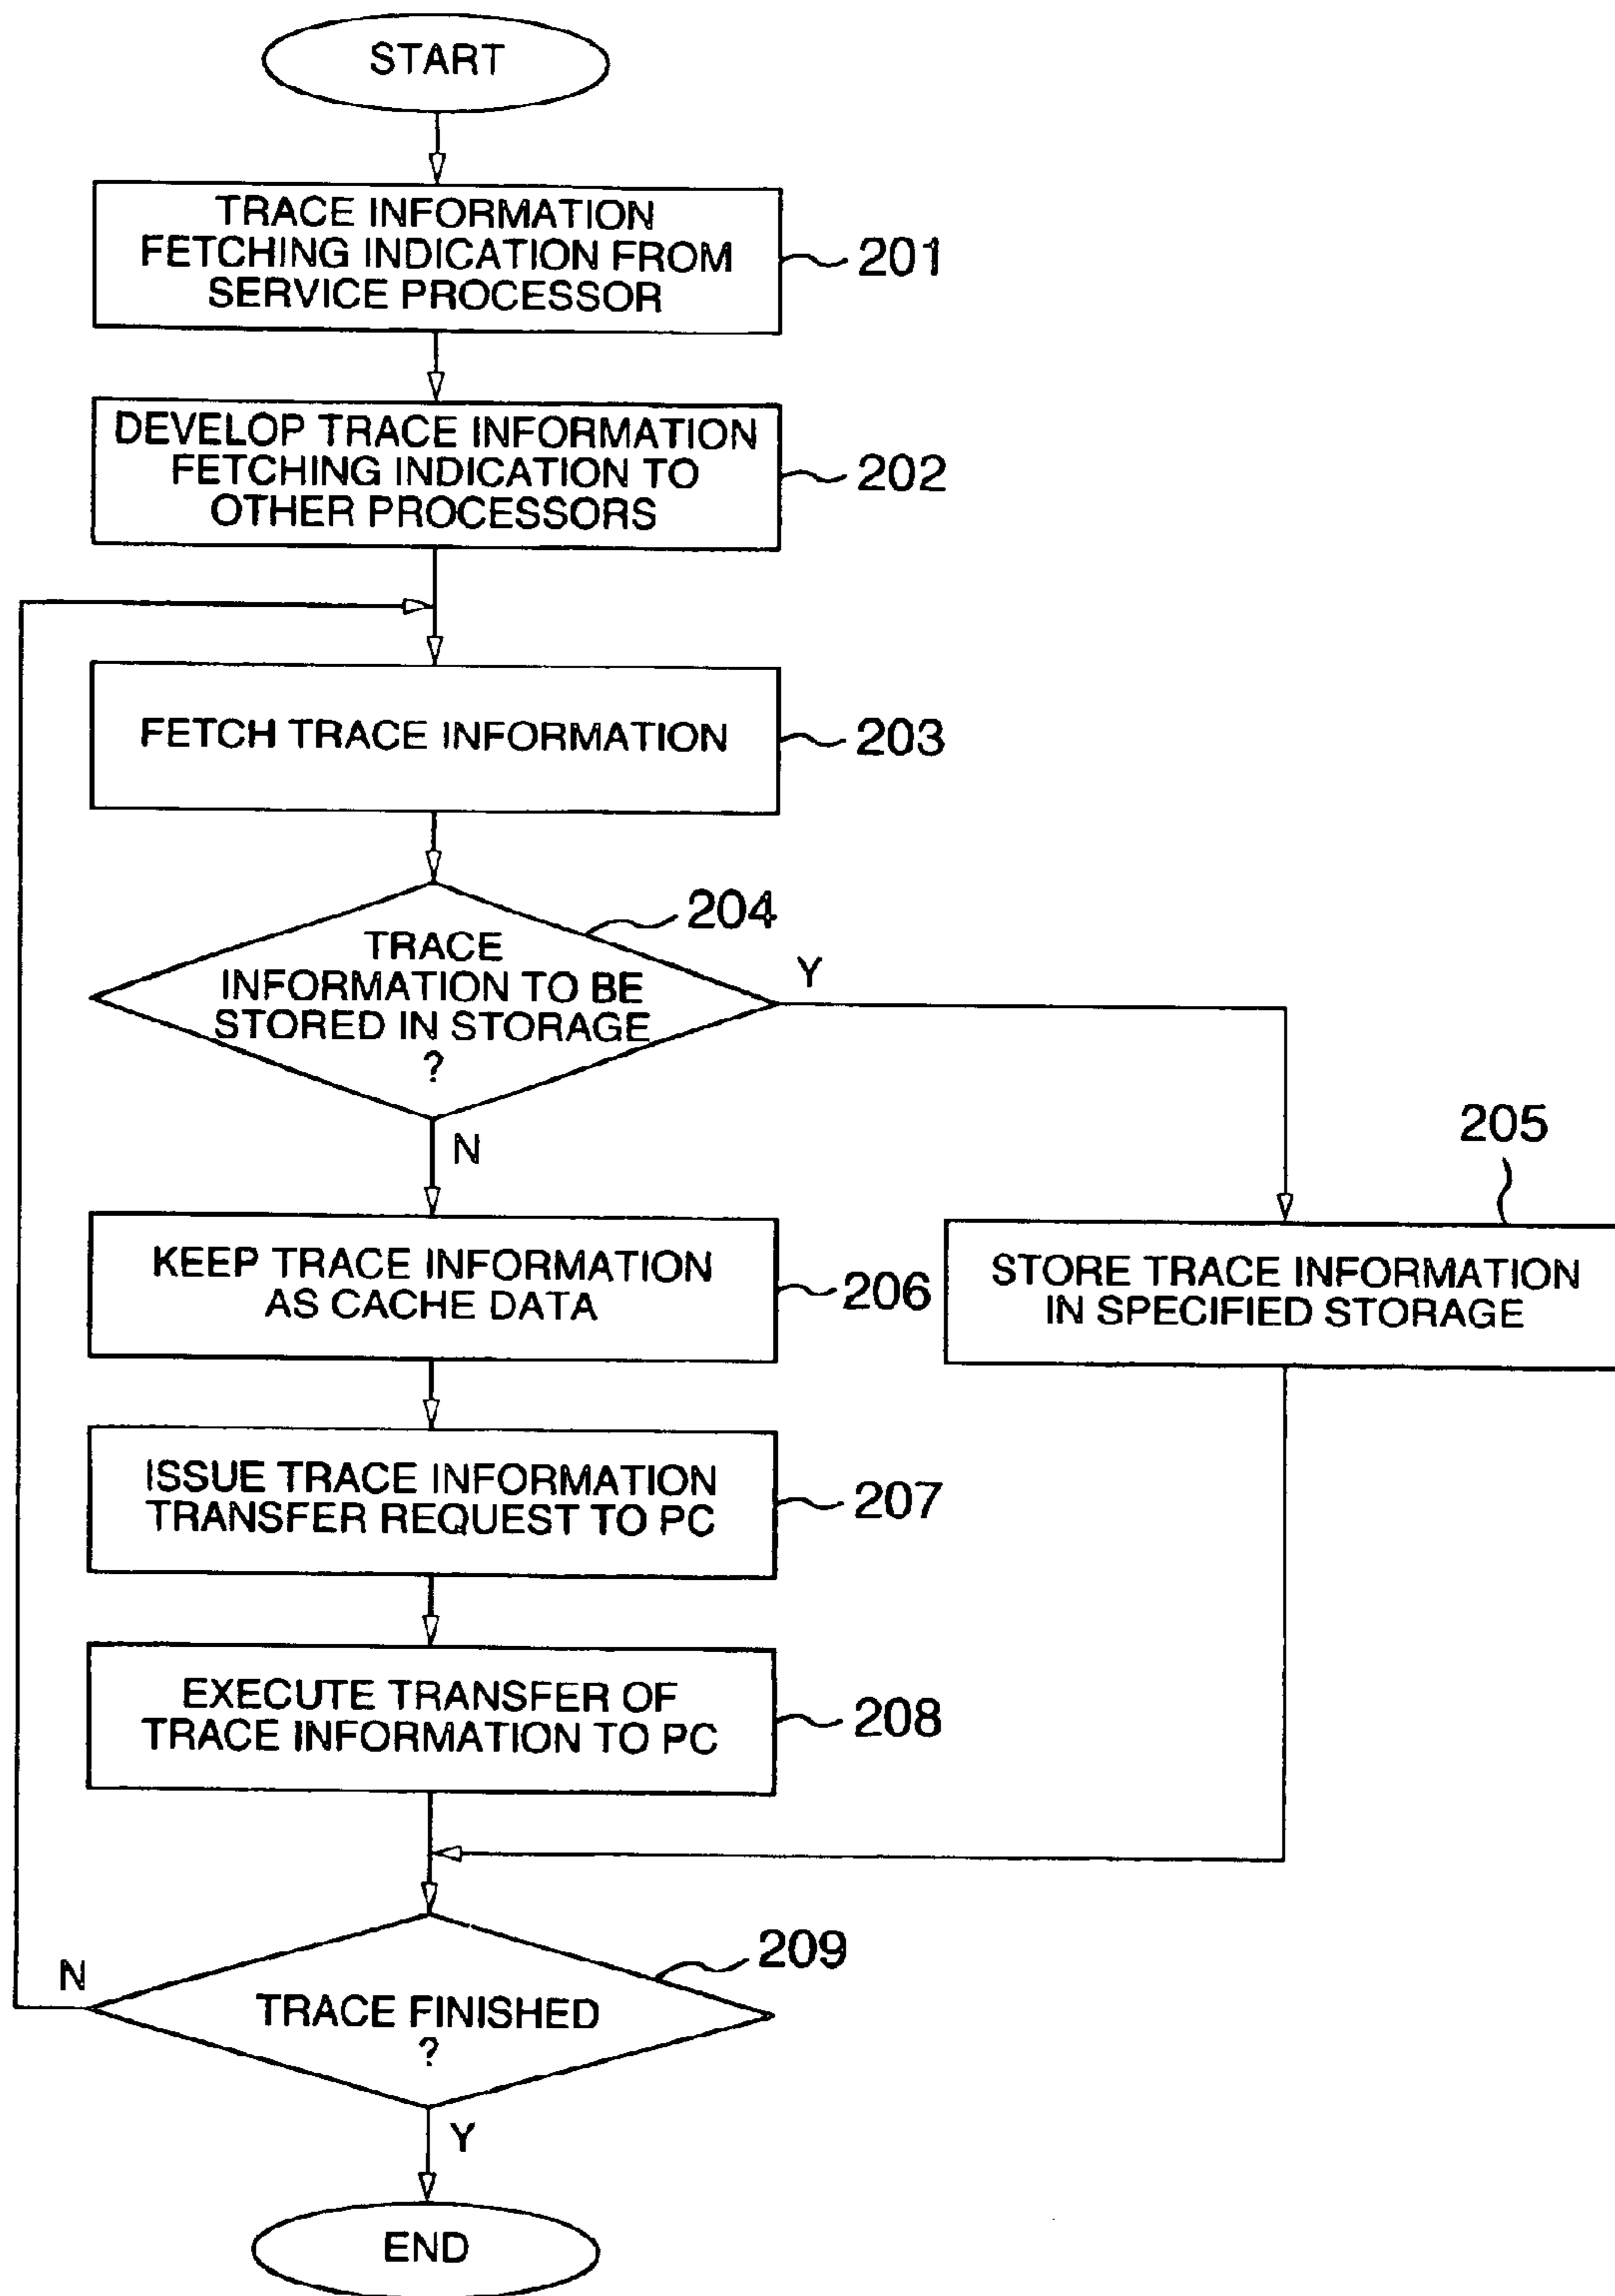 START
TRACE INFORMATION
FETCHING INDICATION FROM
SERVICE PROCESSOR
201
DEVELOP TRACE INFORMATION
FETCHING INDICATION TO
OTHER PROCESSORS
202
FETCH TRACE INFORMATION
203
204
TRACE
INFORMATION TO BE
STORED IN STORAGE
?
Y
N
205
STORE TRACE INFORMATION
IN SPECIFIED STORAGE
KEEP TRACE INFORMATION
AS CACHE DATA
206
ISSUE TRACE INFORMATION
TRANSFER REQUEST TO PC
207
EXECUTE TRANSFER OF
TRACE INFORMATION TO PC
208
209
N
TRACE FINISHED
?
Y
END